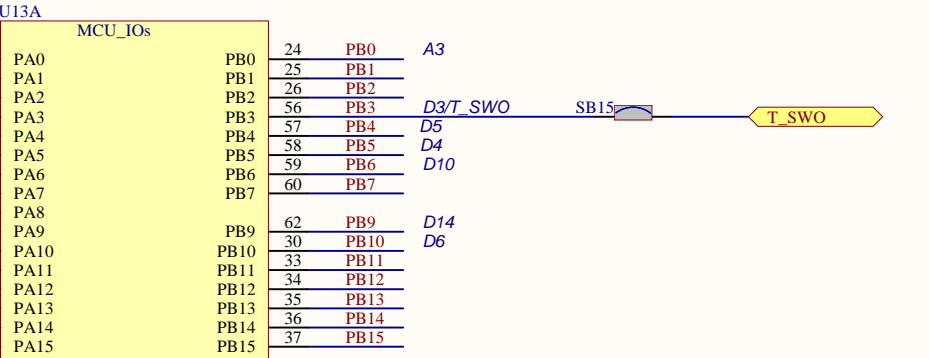 U13A
MCU_IOs
PA0 PB0 24 PB0 A3
PA1 PB1 25 PB1
PA2 PB2 26 PB2
PA3 PB3 56 PB3 D3/T_SWO SB15 T_SWO
PA4 PB4 57 PB4 D5
PA5 PB5 58 PB5 D4
PA6 PB6 59 PB6 D10
PA7 PB7 60 PB7
PA8
PA9 PB9 62 PB9 D14
PA10 PB10 30 PB10 D6
PA11 PB11 33 PB11
PA12 PB12 34 PB12
PA13 PB13 35 PB13
PA14 PB14 36 PB14
PA15 PB15 37 PB15